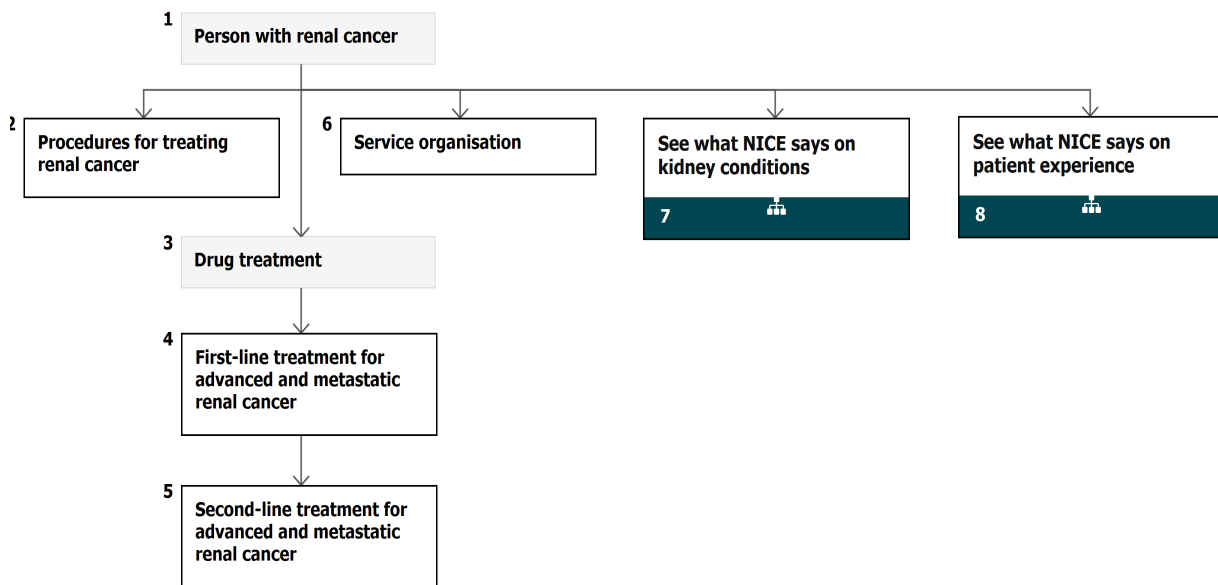 1
Person with renal cancer
2
Procedures for treating
renal cancer
6
Service organisation
See what NICE says on
kidney conditions
7
See what NICE says on
patient experience
8
3
Drug treatment
4
First-line treatment for
advanced and metastatic
renal cancer
5
Second-line treatment for
advanced and metastatic
renal cancer